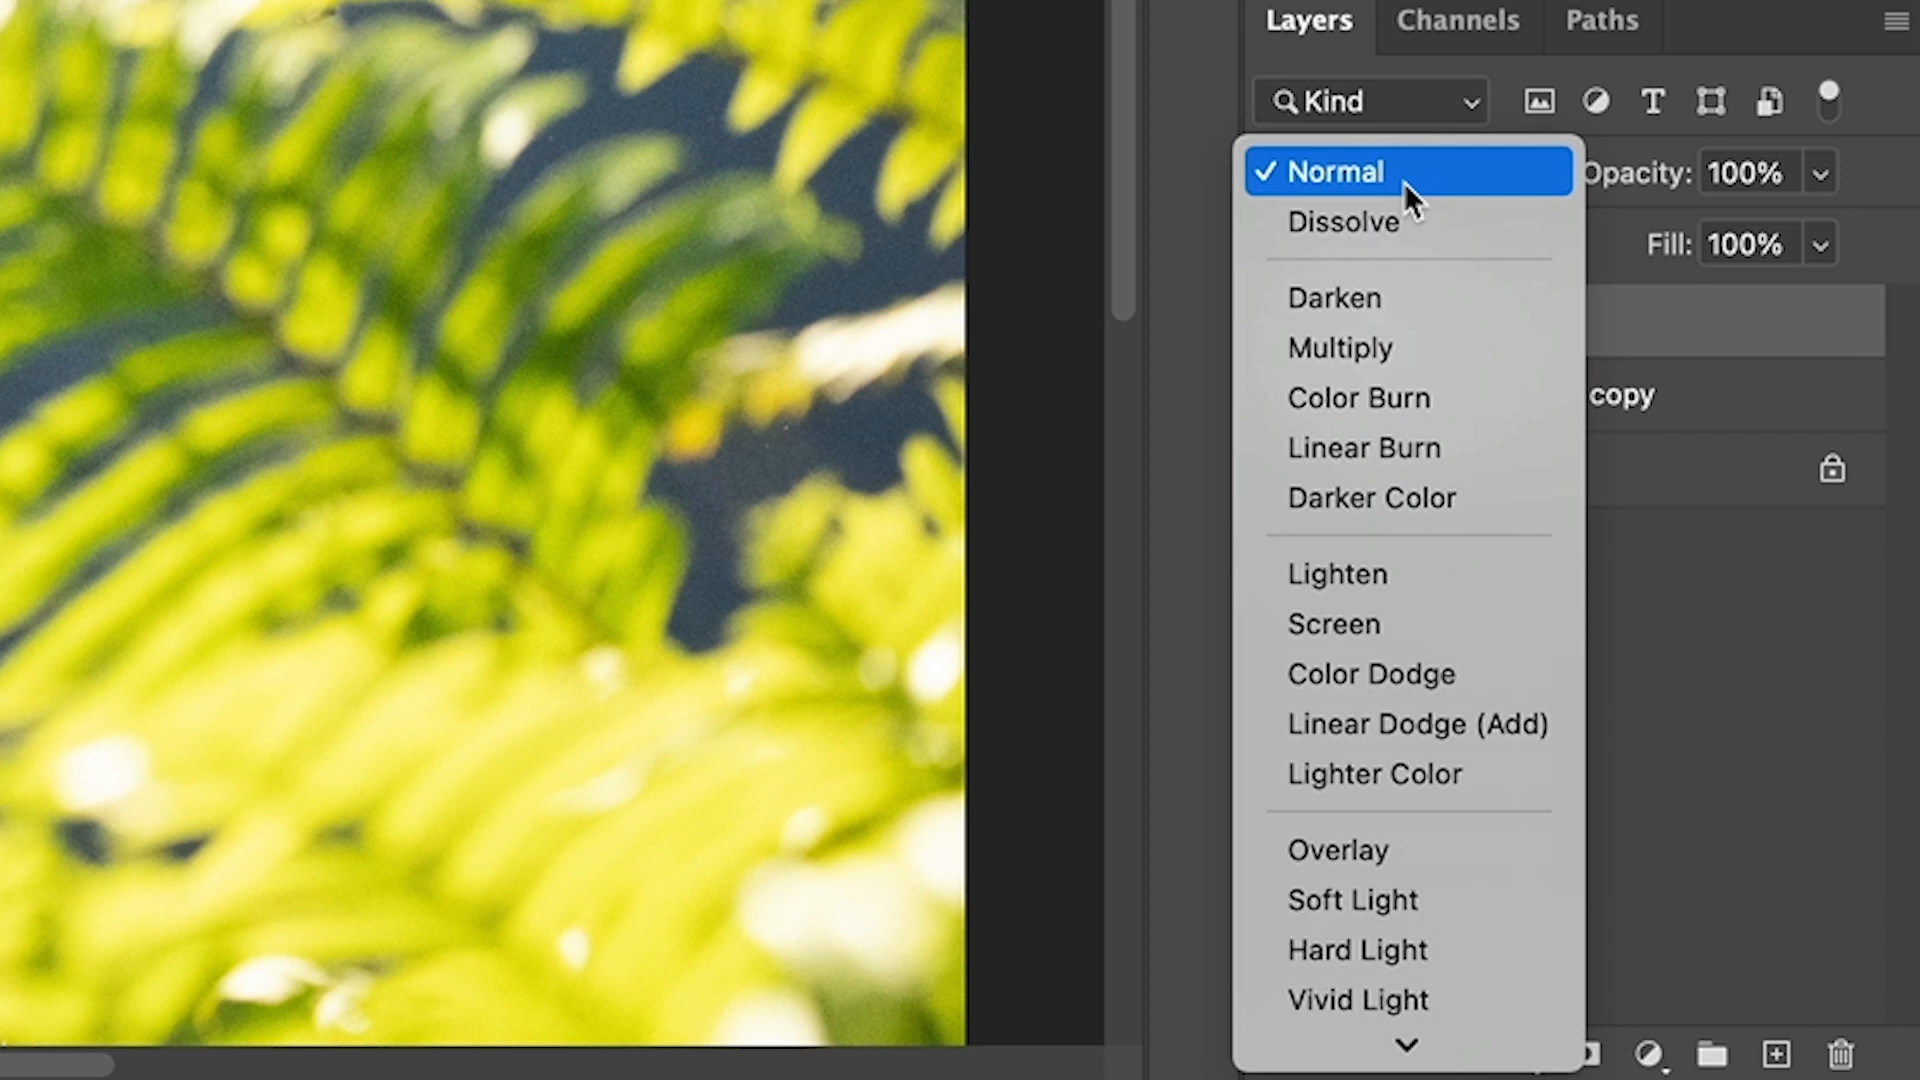 Layers Channels Paths
Kind
Normal
Opacity: 100%
Dissolve
Fill: 100%
Darken
Multiply
Color Burn
copy
Linear Burn
Darker Color
Lighten
Screen
Color Dodge
Linear Dodge (Add)
Lighter Color
Overlay
Soft Light
Hard Light
Vivid Light